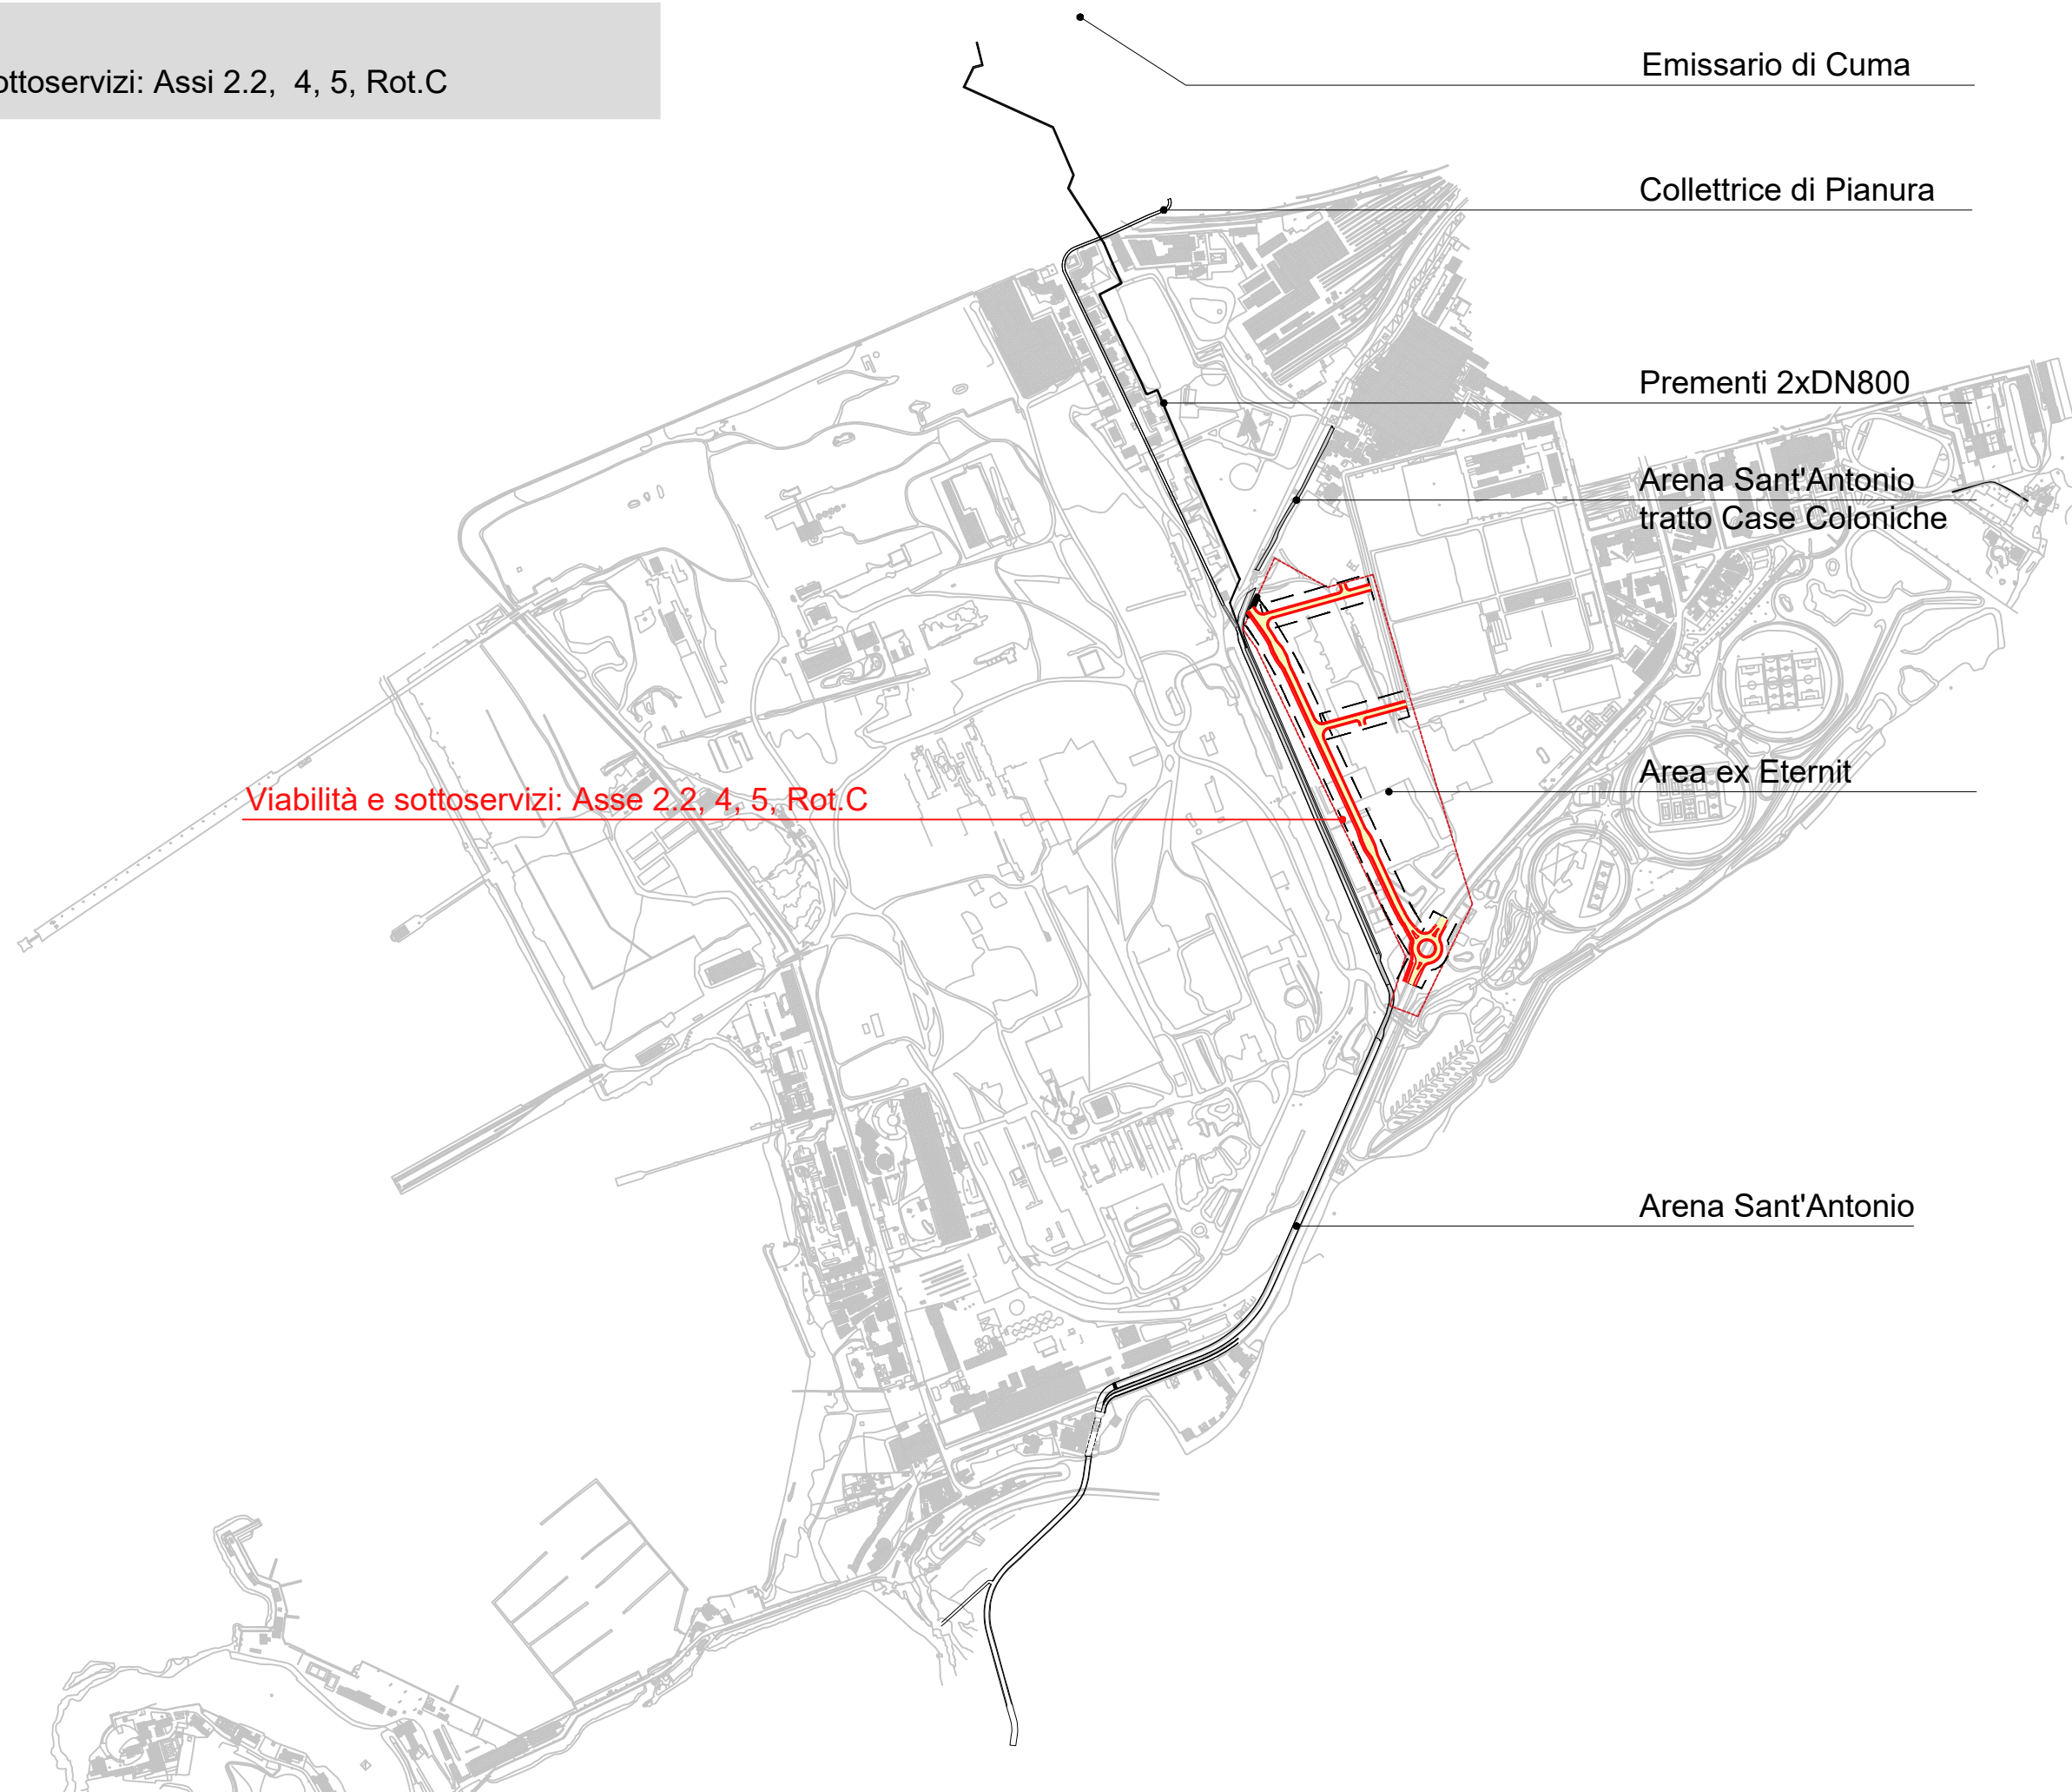 ottoservizi: Assi 2.2, 4, 5, Rot.C
Emissario di Cuma
Collettrice di Pianura
Prementi 2xDN800
Arena Sant'Antonio
tratto Case Coloniche
Area ex Eternit
Viabilità e sottoservizi: Asse 2.2, 4, 5, Rot.C
Arena Sant'Antonio